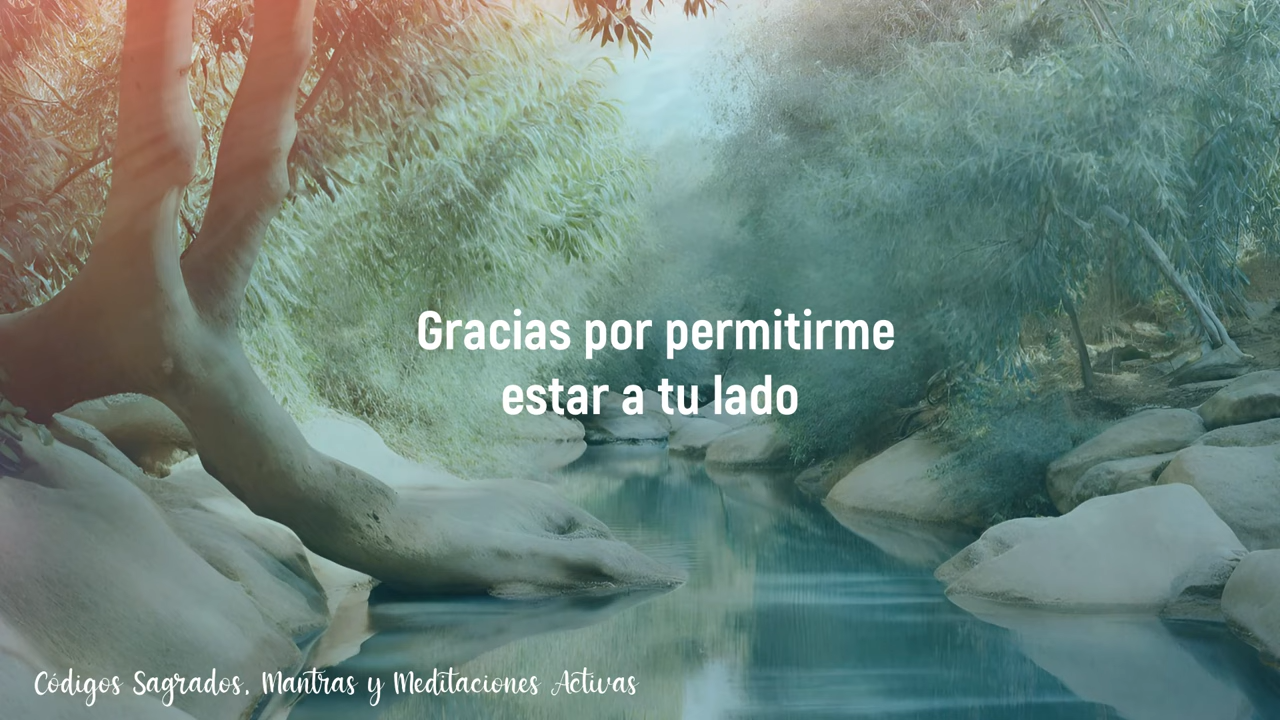 Gracias por permitirme
estar a tu lado
Códigos Sagrados, Mantras y Meditaciones Activas